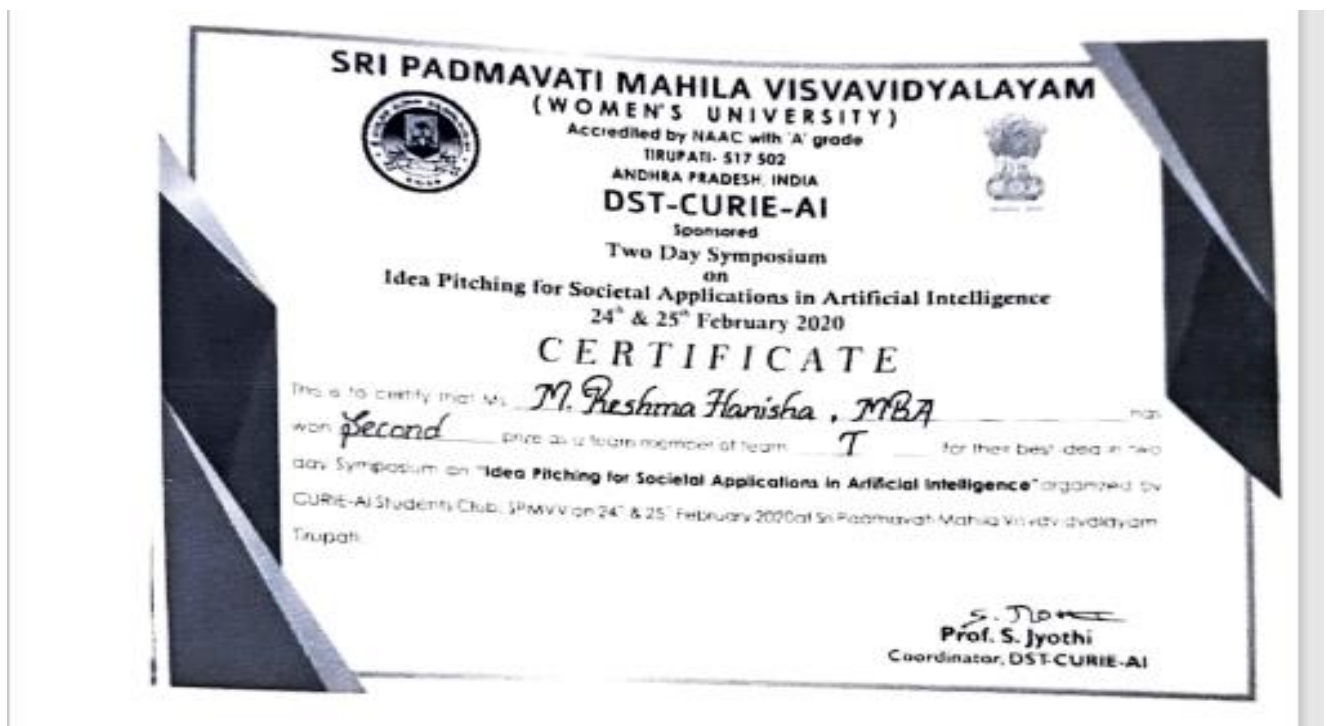 SRI PADMAVATI MAHILA VISVAVIDYALAYAM
(WOMEN'S UNIVERSITY)
Accredited by NAAC with 'A' grade
TIRUPATI- 517 502
ANDHRA PRADESH, INDIA
DST-CURIE-AI
Sponsored
Two Day Symposium
on
Idea Pitching for Societal Applications in Artificial Intelligence
24th & 25th February 2020
CERTIFICATE
This is to certify that Ms. M. Reshma Hanisha, MBA has
won Second prize as a team member of team T for their best idea in two
day Symposium on "Idea Pitching for Societal Applications in Artificial Intelligence" organized by
CURIE-AI Students Club, SPMVV on 24th & 25th February 2020 at Sri Padmavati Mahila Visvavidyalayam
Tirupati
Prof. S. Jyothi
Coordinator, DST-CURIE-AI